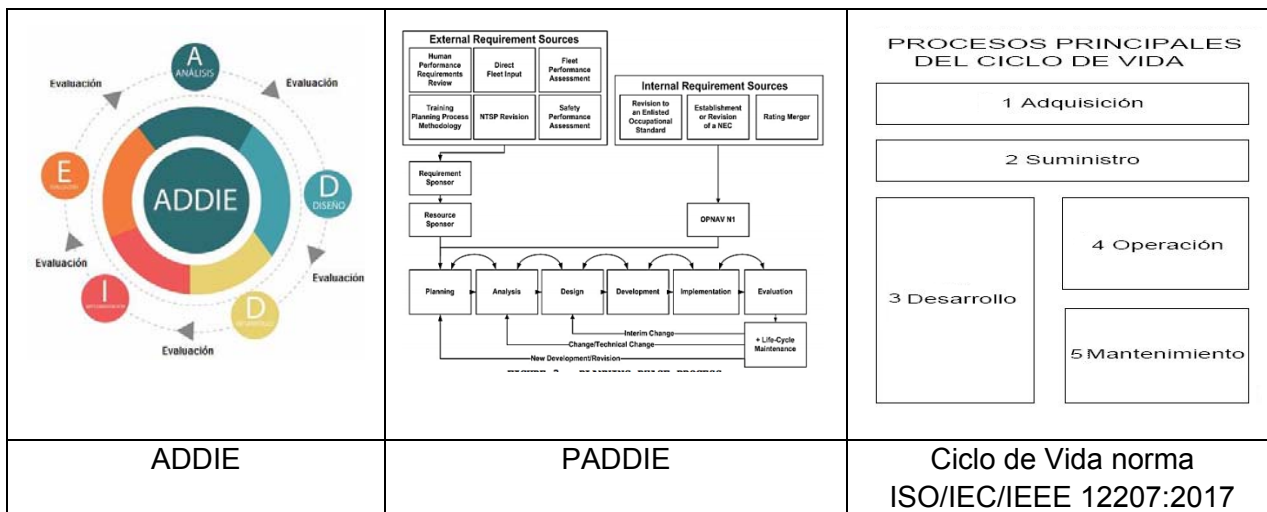 A
ANÁLISIS
Evaluación
Evaluación
E
ADDIE
D
DISEÑO
Evaluación
Evaluación
I
D
Evaluación
External Requirement Sources
Human
Performance
Requirements
Review
Direct
Fleet Input
Fleet
Performance
Assessment
Training
Planning Process
Methodology
NTSP Revision
Safety
Performance
Assessment
Internal Requirement Sources
Revision to
an Enlisted
Occupational
Standard
Establishment
or Revision
of a NEC
Rating Merger
Requirement
Sponsor
Resource
Sponsor
OPNAV N1
Planning
Analysis
Design
Development
Implementation
Evaluation
Interim Change
Change/Technical Change
New Development/Revision
+ Life-Cycle
Maintenance
PROCESOS PRINCIPALES
DEL CICLO DE VIDA
1 Adquisición
2 Suministro
3 Desarrollo
4 Operación
5 Mantenimiento
ADDIE
PADDIE
Ciclo de Vida norma
ISO/IEC/IEEE 12207:2017